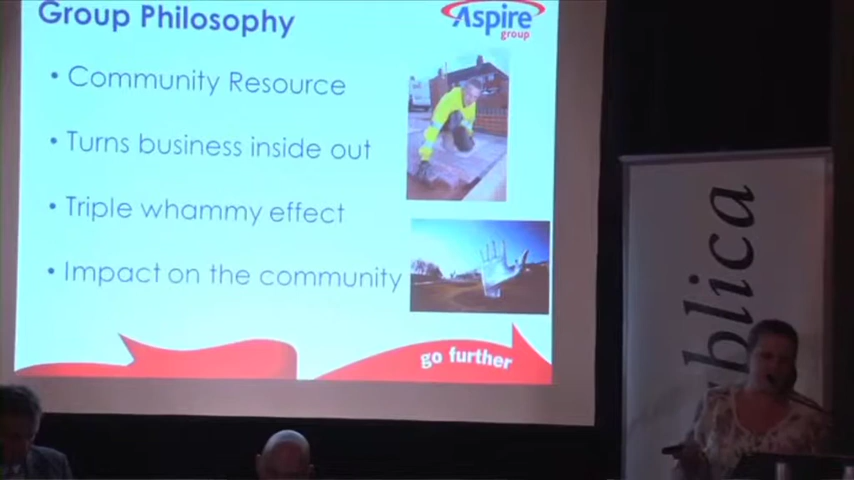 Group Philosophy
Aspire
group
• Community Resource
• Turns business inside out
• Triple whammy effect
• Impact on the community
go further
blica